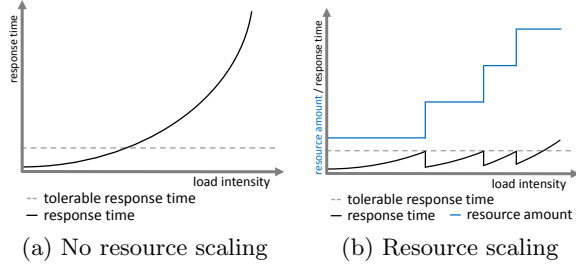 response time
load intensity
tolerable response time
response time
(a) No resource scaling
resource amount / response time
load intensity
tolerable response time
response time
resource amount
(b) Resource scaling